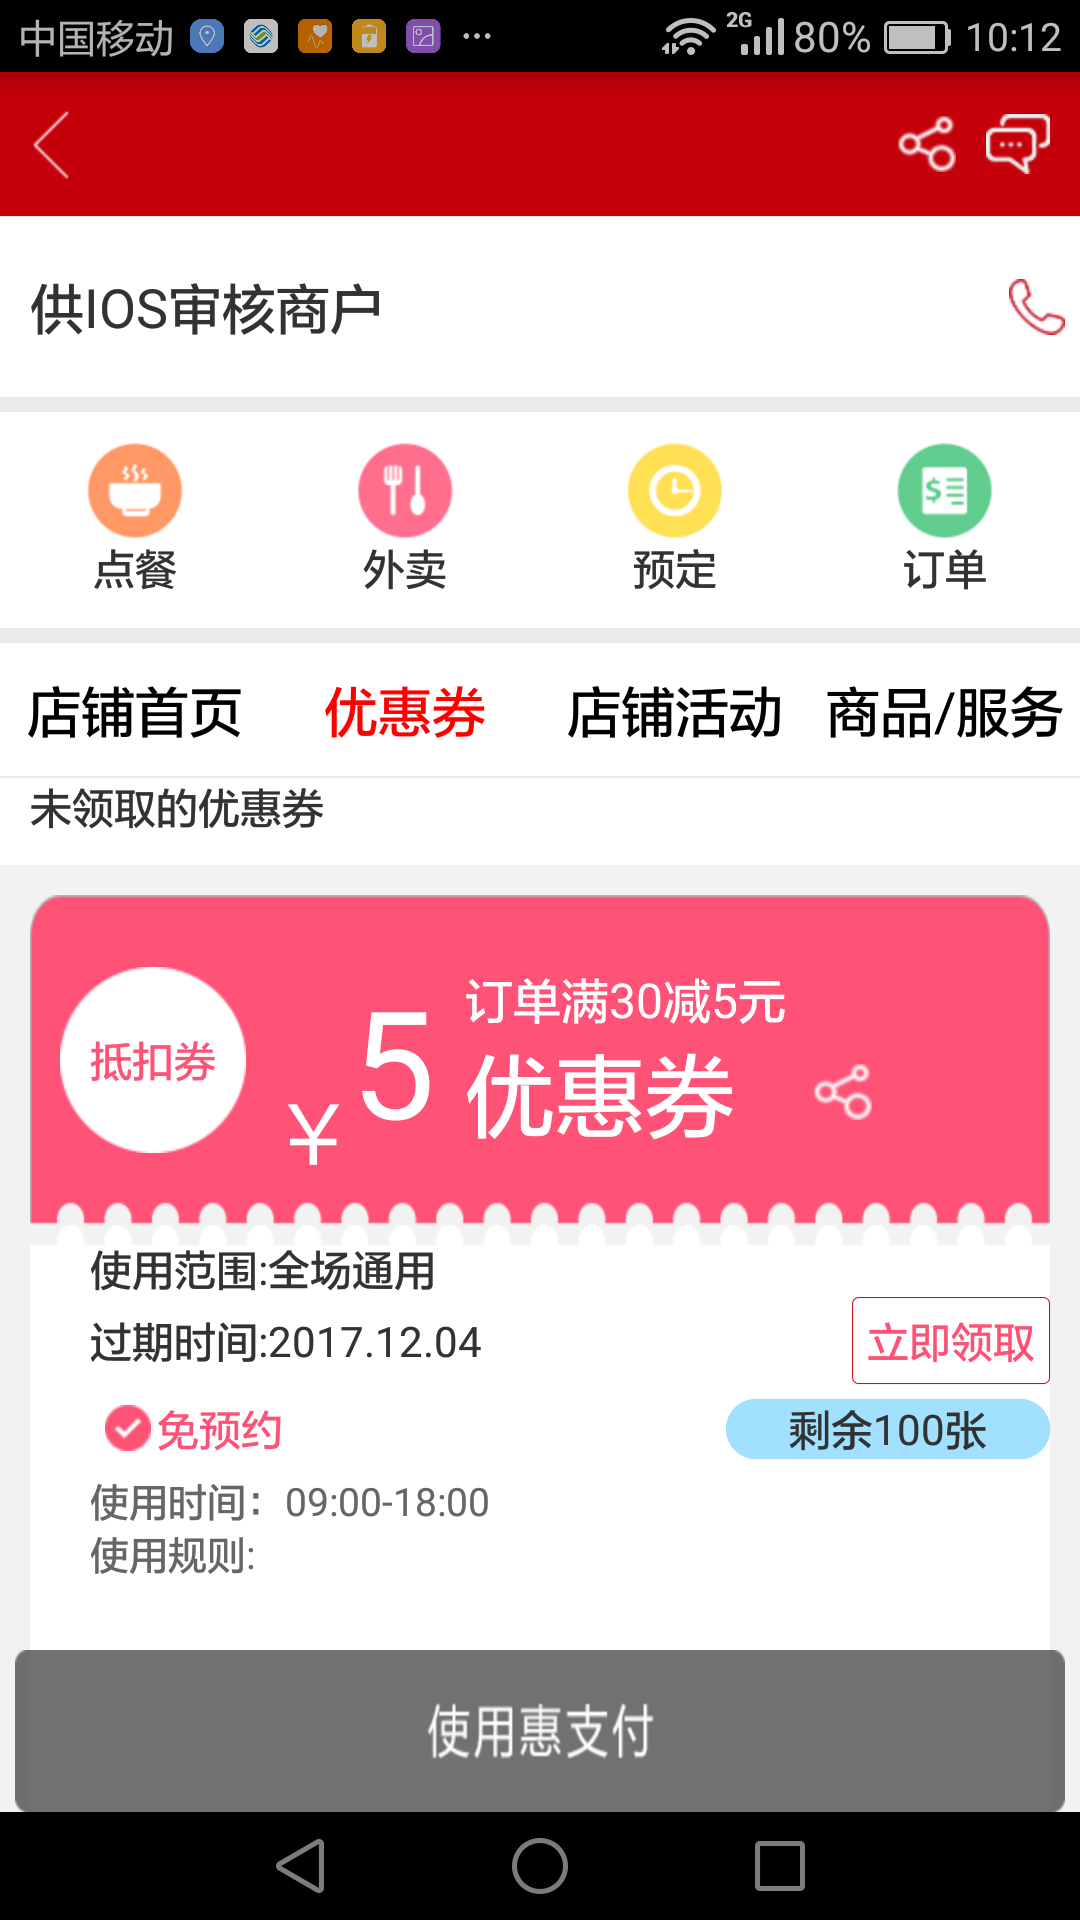 中国移动 2G 80% 10:12
供IOS审核商户
点餐 外卖 预定 订单
店铺首页 优惠券 店铺活动 商品/服务
未领取的优惠券
抵扣券 ¥ 5 订单满30减5元
优惠券
使用范围:全场通用
过期时间:2017.12.04 立即领取
免预约 剩余100张
使用时间：09:00-18:00
使用规则:
使用惠支付